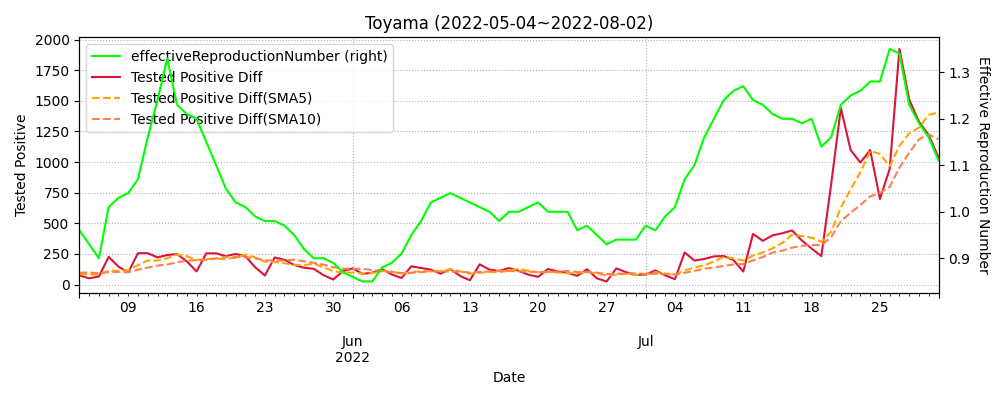 Toyama (2022-05-04~2022-08-02)
effectiveReproductionNumber (right)
Tested Positive Diff
Tested Positive Diff(SMA5)
Tested Positive Diff(SMA10)
2000
1750
1500
1250
1000
750
500
250
0
Tested Positive
1.3
1.2
1.1
1.0
0.9
Effective Reproduction Number
09 16 23 30 06 13 20 27 04 11 18 25
Jun Jul
2022
Date